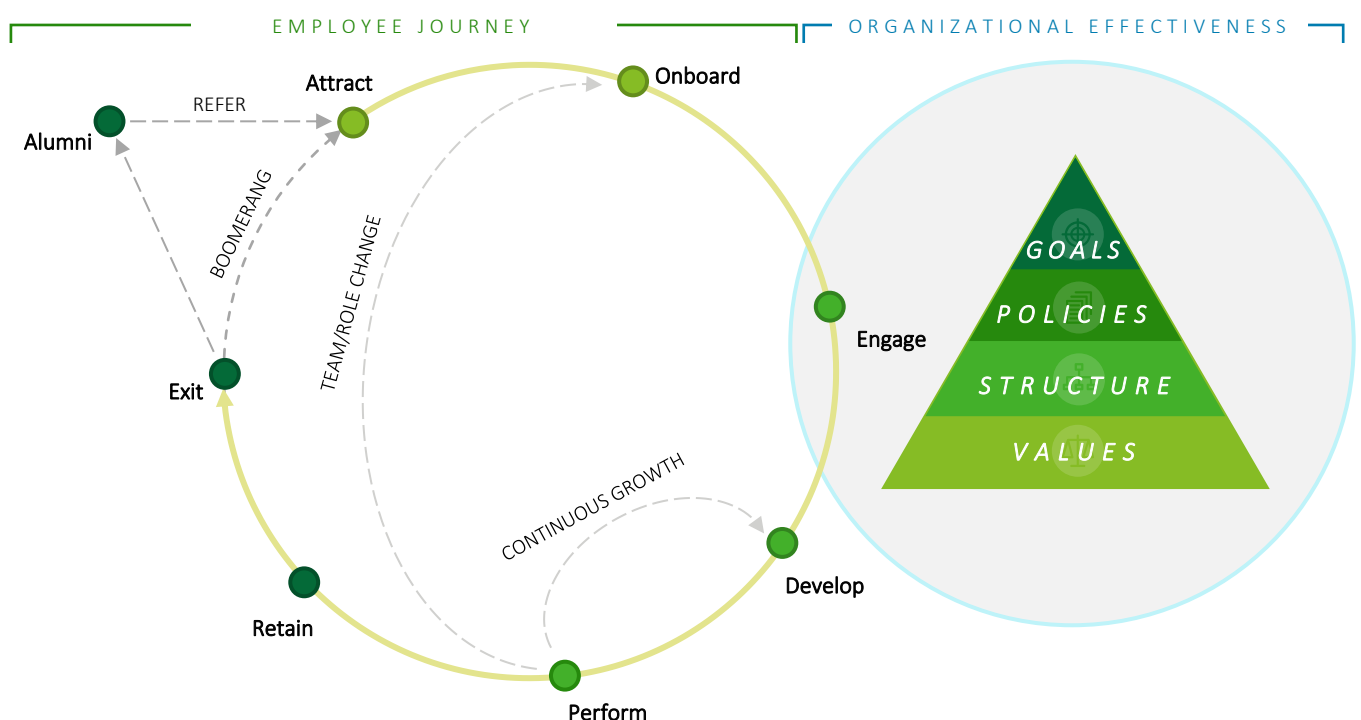 EMPLOYEE JOURNEY
ORGANIZATIONAL EFFECTIVENESS
Attract
Onboard
REFER
Alumni
BOOMERANG
TEAM/ROLE CHANGE
GOALS
POLICIES
Engage
STRUCTURE
Exit
VALUES
CONTINUOUS GROWTH
Develop
Retain
Perform